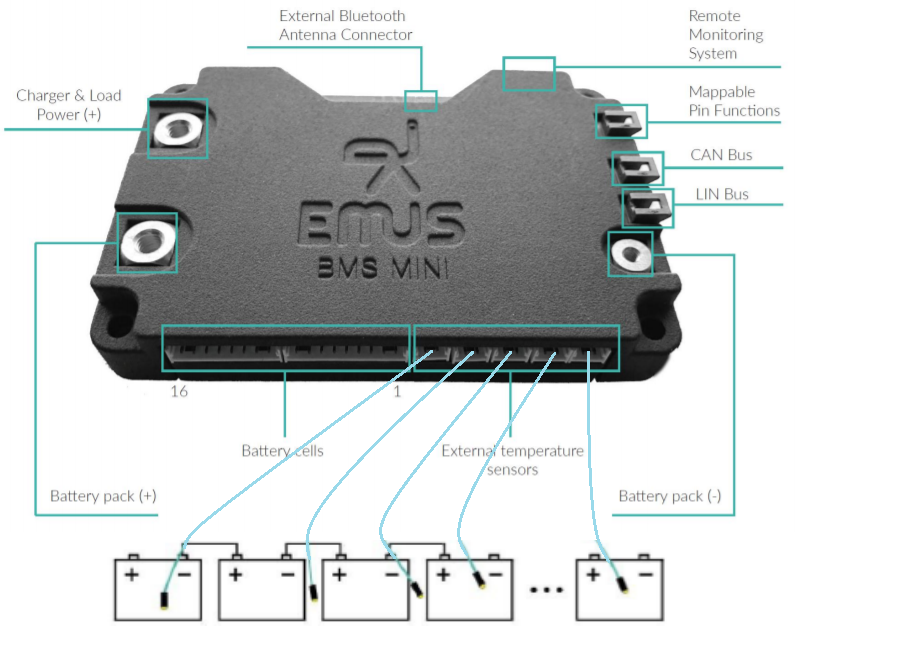 External Bluetooth
Antenna Connector
Remote
Monitoring
System
Charger & Load
Power (+)
Mappable
Pin Functions
CAN Bus
LIN Bus
EMUS
BMS MINI
16
1
Battery cells
External temperature
sensors
Battery pack (+)
Battery pack (-)
+ −
+ −
+ −
+ −
+ −